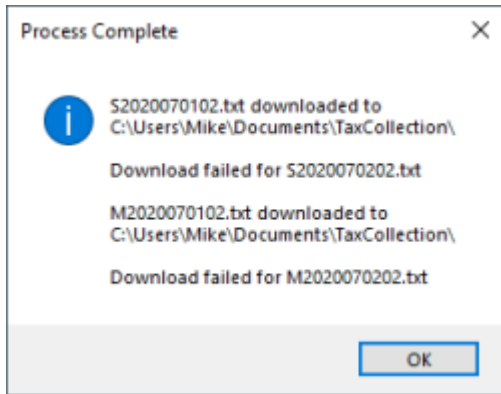 Process Complete
S2020070102.txt downloaded to
C:\Users\Mike\Documents\TaxCollection\
Download failed for S2020070202.txt
M2020070102.txt downloaded to
C:\Users\Mike\Documents\TaxCollection\
Download failed for M2020070202.txt
OK